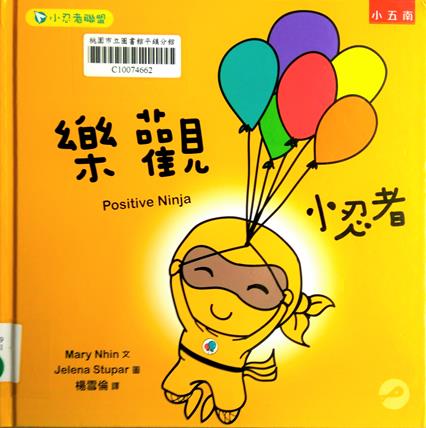 小忍者聯盟
小五南
桃園市立圖書館平鎮分館
C10074662
樂觀
Positive Ninja
小忍者
Mary Nhin 文
Jelena Stupar 圖
楊雪倫 譯